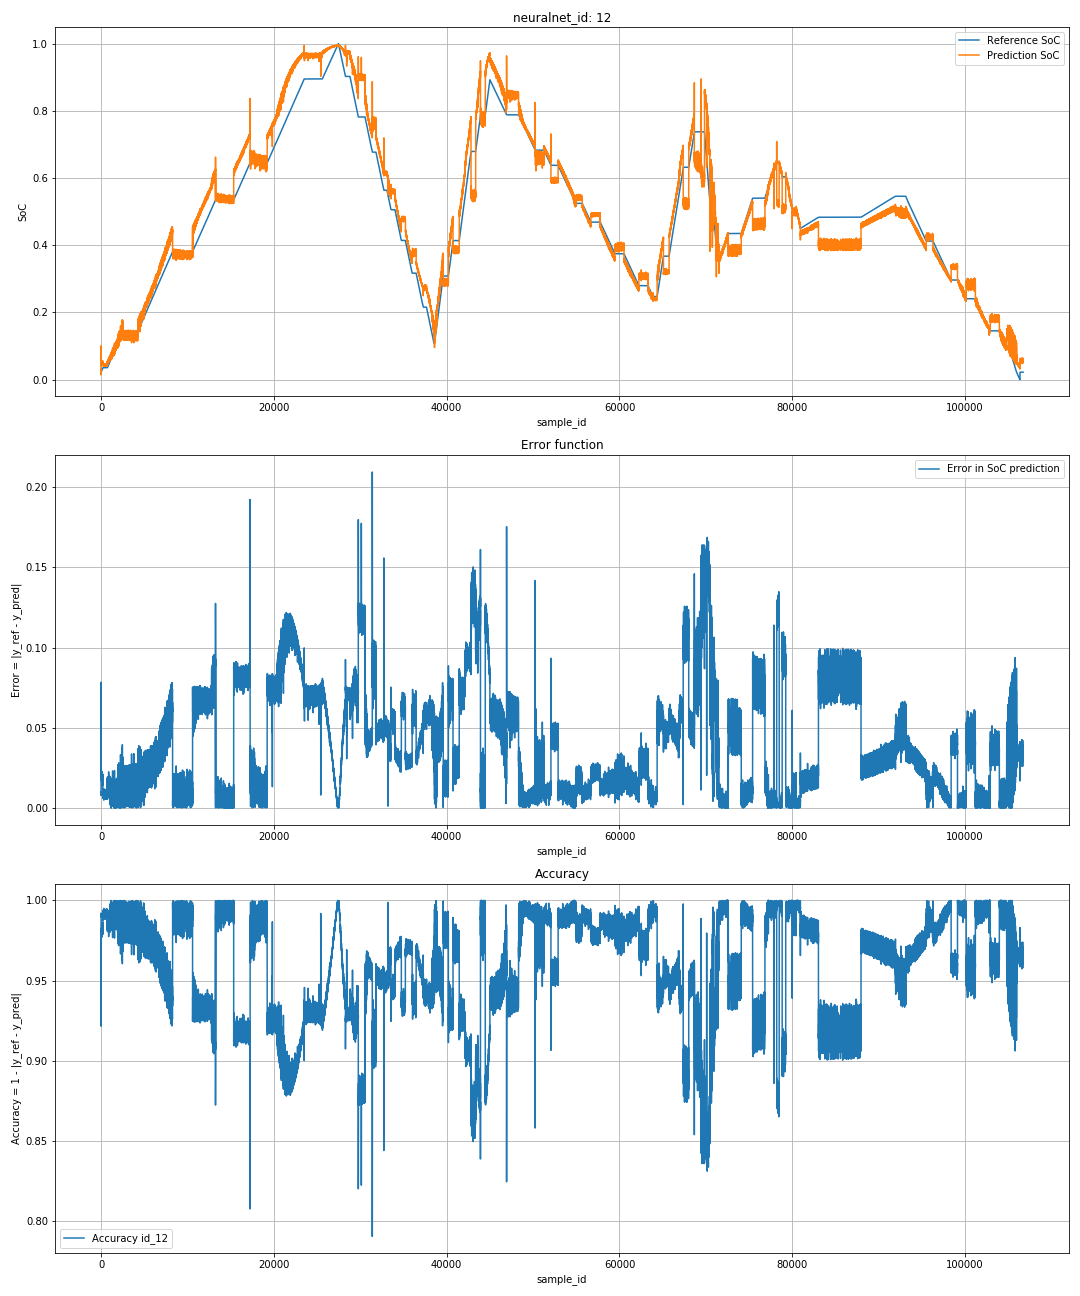 neuralnet_id: 12
Reference SoC
Prediction SoC
1.0
0.8
0.6
0.4
0.2
0.0
SoC
0 20000 40000 60000 80000 100000
sample_id
Error function
Error in SoC prediction
0.20
0.15
0.10
0.05
0.00
Error = |y_ref - y_pred|
0 20000 40000 60000 80000 100000
sample_id
Accuracy
1.00
0.95
0.90
0.85
0.80
Accuracy = 1 - |y_ref - y_pred|
Accuracy id_12
0 20000 40000 60000 80000 100000
sample_id